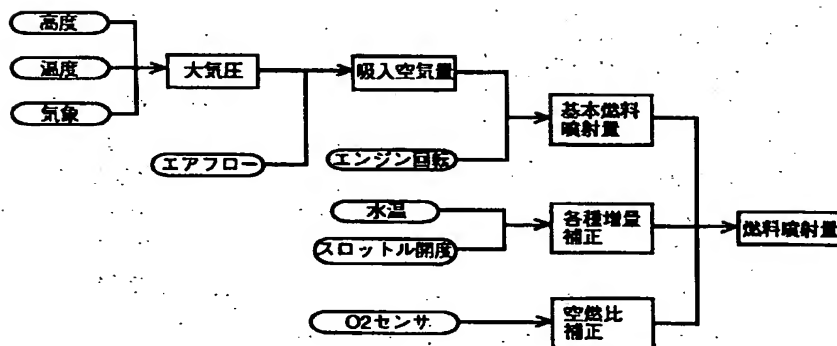 高度
温度
気象
大気圧
吸入空気量
エアフロー
エンジン回転
基本燃料
噴射量
水温
スロットル開度
各種増量
補正
燃料噴射量
O2センサ
空燃比
補正